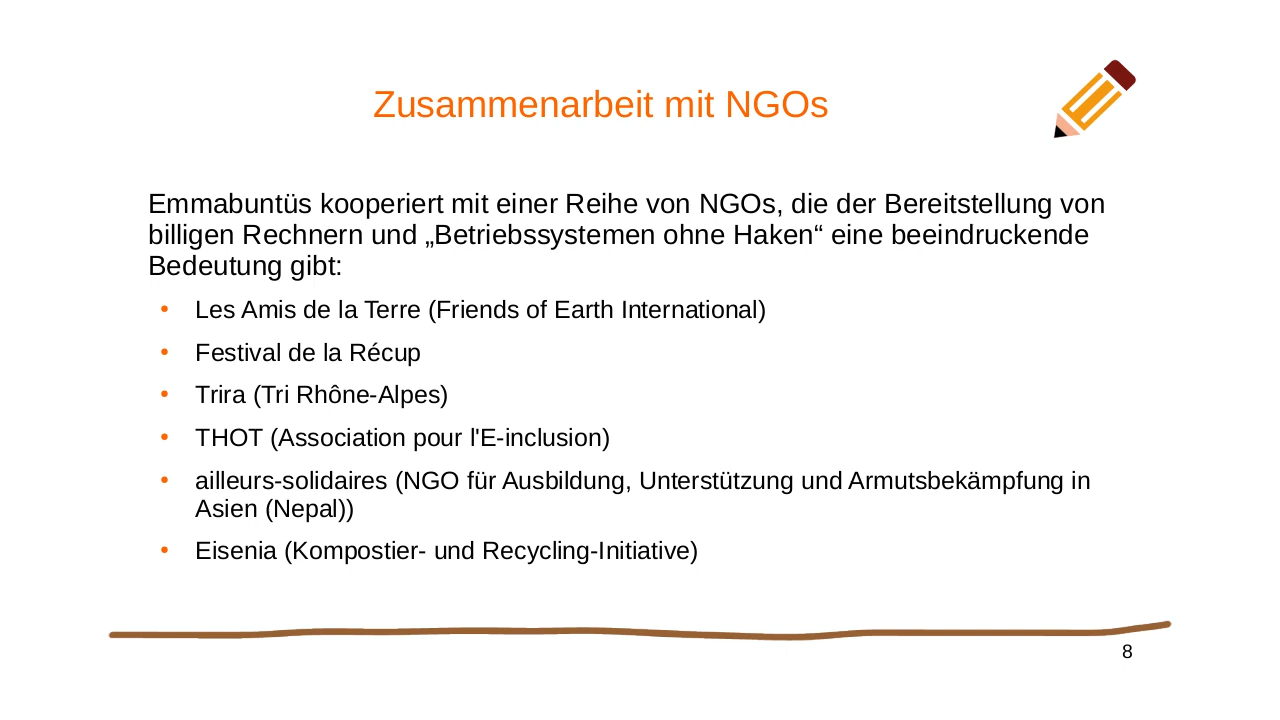 Zusammenarbeit mit NGOs
Emmabuntüs kooperiert mit einer Reihe von NGOs, die der Bereitstellung von
billigen Rechnern und „Betriebssystemen ohne Haken“ eine beeindruckende
Bedeutung gibt:
• Les Amis de la Terre (Friends of Earth International)
• Festival de la Récup
• Trira (Tri Rhône-Alpes)
• THOT (Association pour l'E-inclusion)
• ailleurs-solidaires (NGO für Ausbildung, Unterstützung und Armutsbekämpfung in
Asien (Nepal))
• Eisenia (Kompostier- und Recycling-Initiative)
8